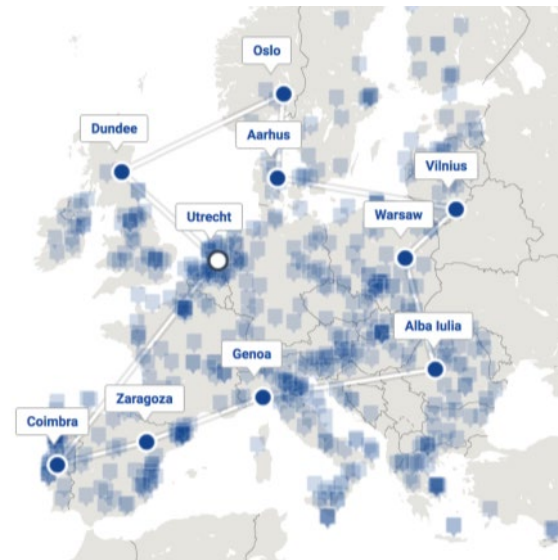 Oslo
Dundee
Aarhus
Vilnius
Utrecht
Warsaw
Alba Iulia
Genoa
Zaragoza
Coimbra